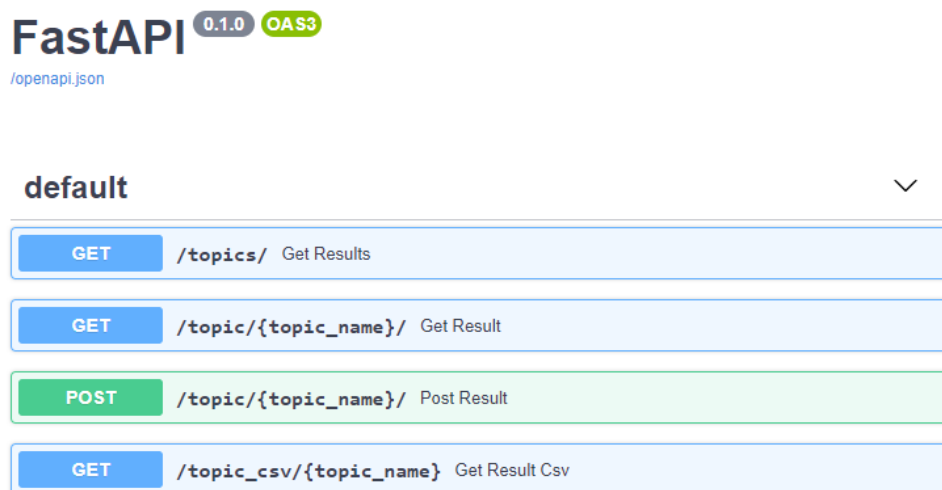 FastAPI 0.1.0 OAS3
/openapi.json
default
GET /topics/ Get Results
GET /topic/{topic_name}/ Get Result
POST /topic/{topic_name}/ Post Result
GET /topic_csv/{topic_name} Get Result Csv